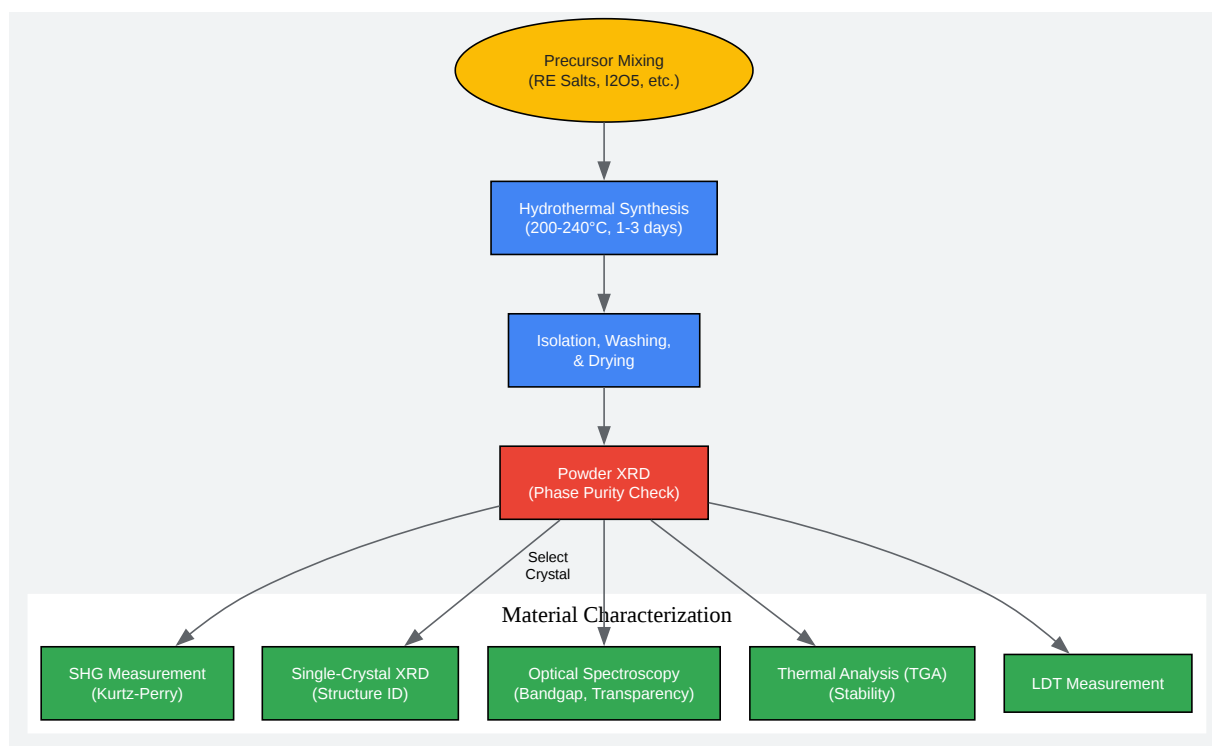 Precursor Mixing
(RE Salts, I2O5, etc.)
Hydrothermal Synthesis
(200-240°C, 1-3 days)
Isolation, Washing,
& Drying
Powder XRD
(Phase Purity Check)
Select
Crystal
Material Characterization
SHG Measurement
(Kurtz-Perry)
Single-Crystal XRD
(Structure ID)
Optical Spectroscopy
(Bandgap, Transparency)
Thermal Analysis (TGA)
(Stability)
LDT Measurement